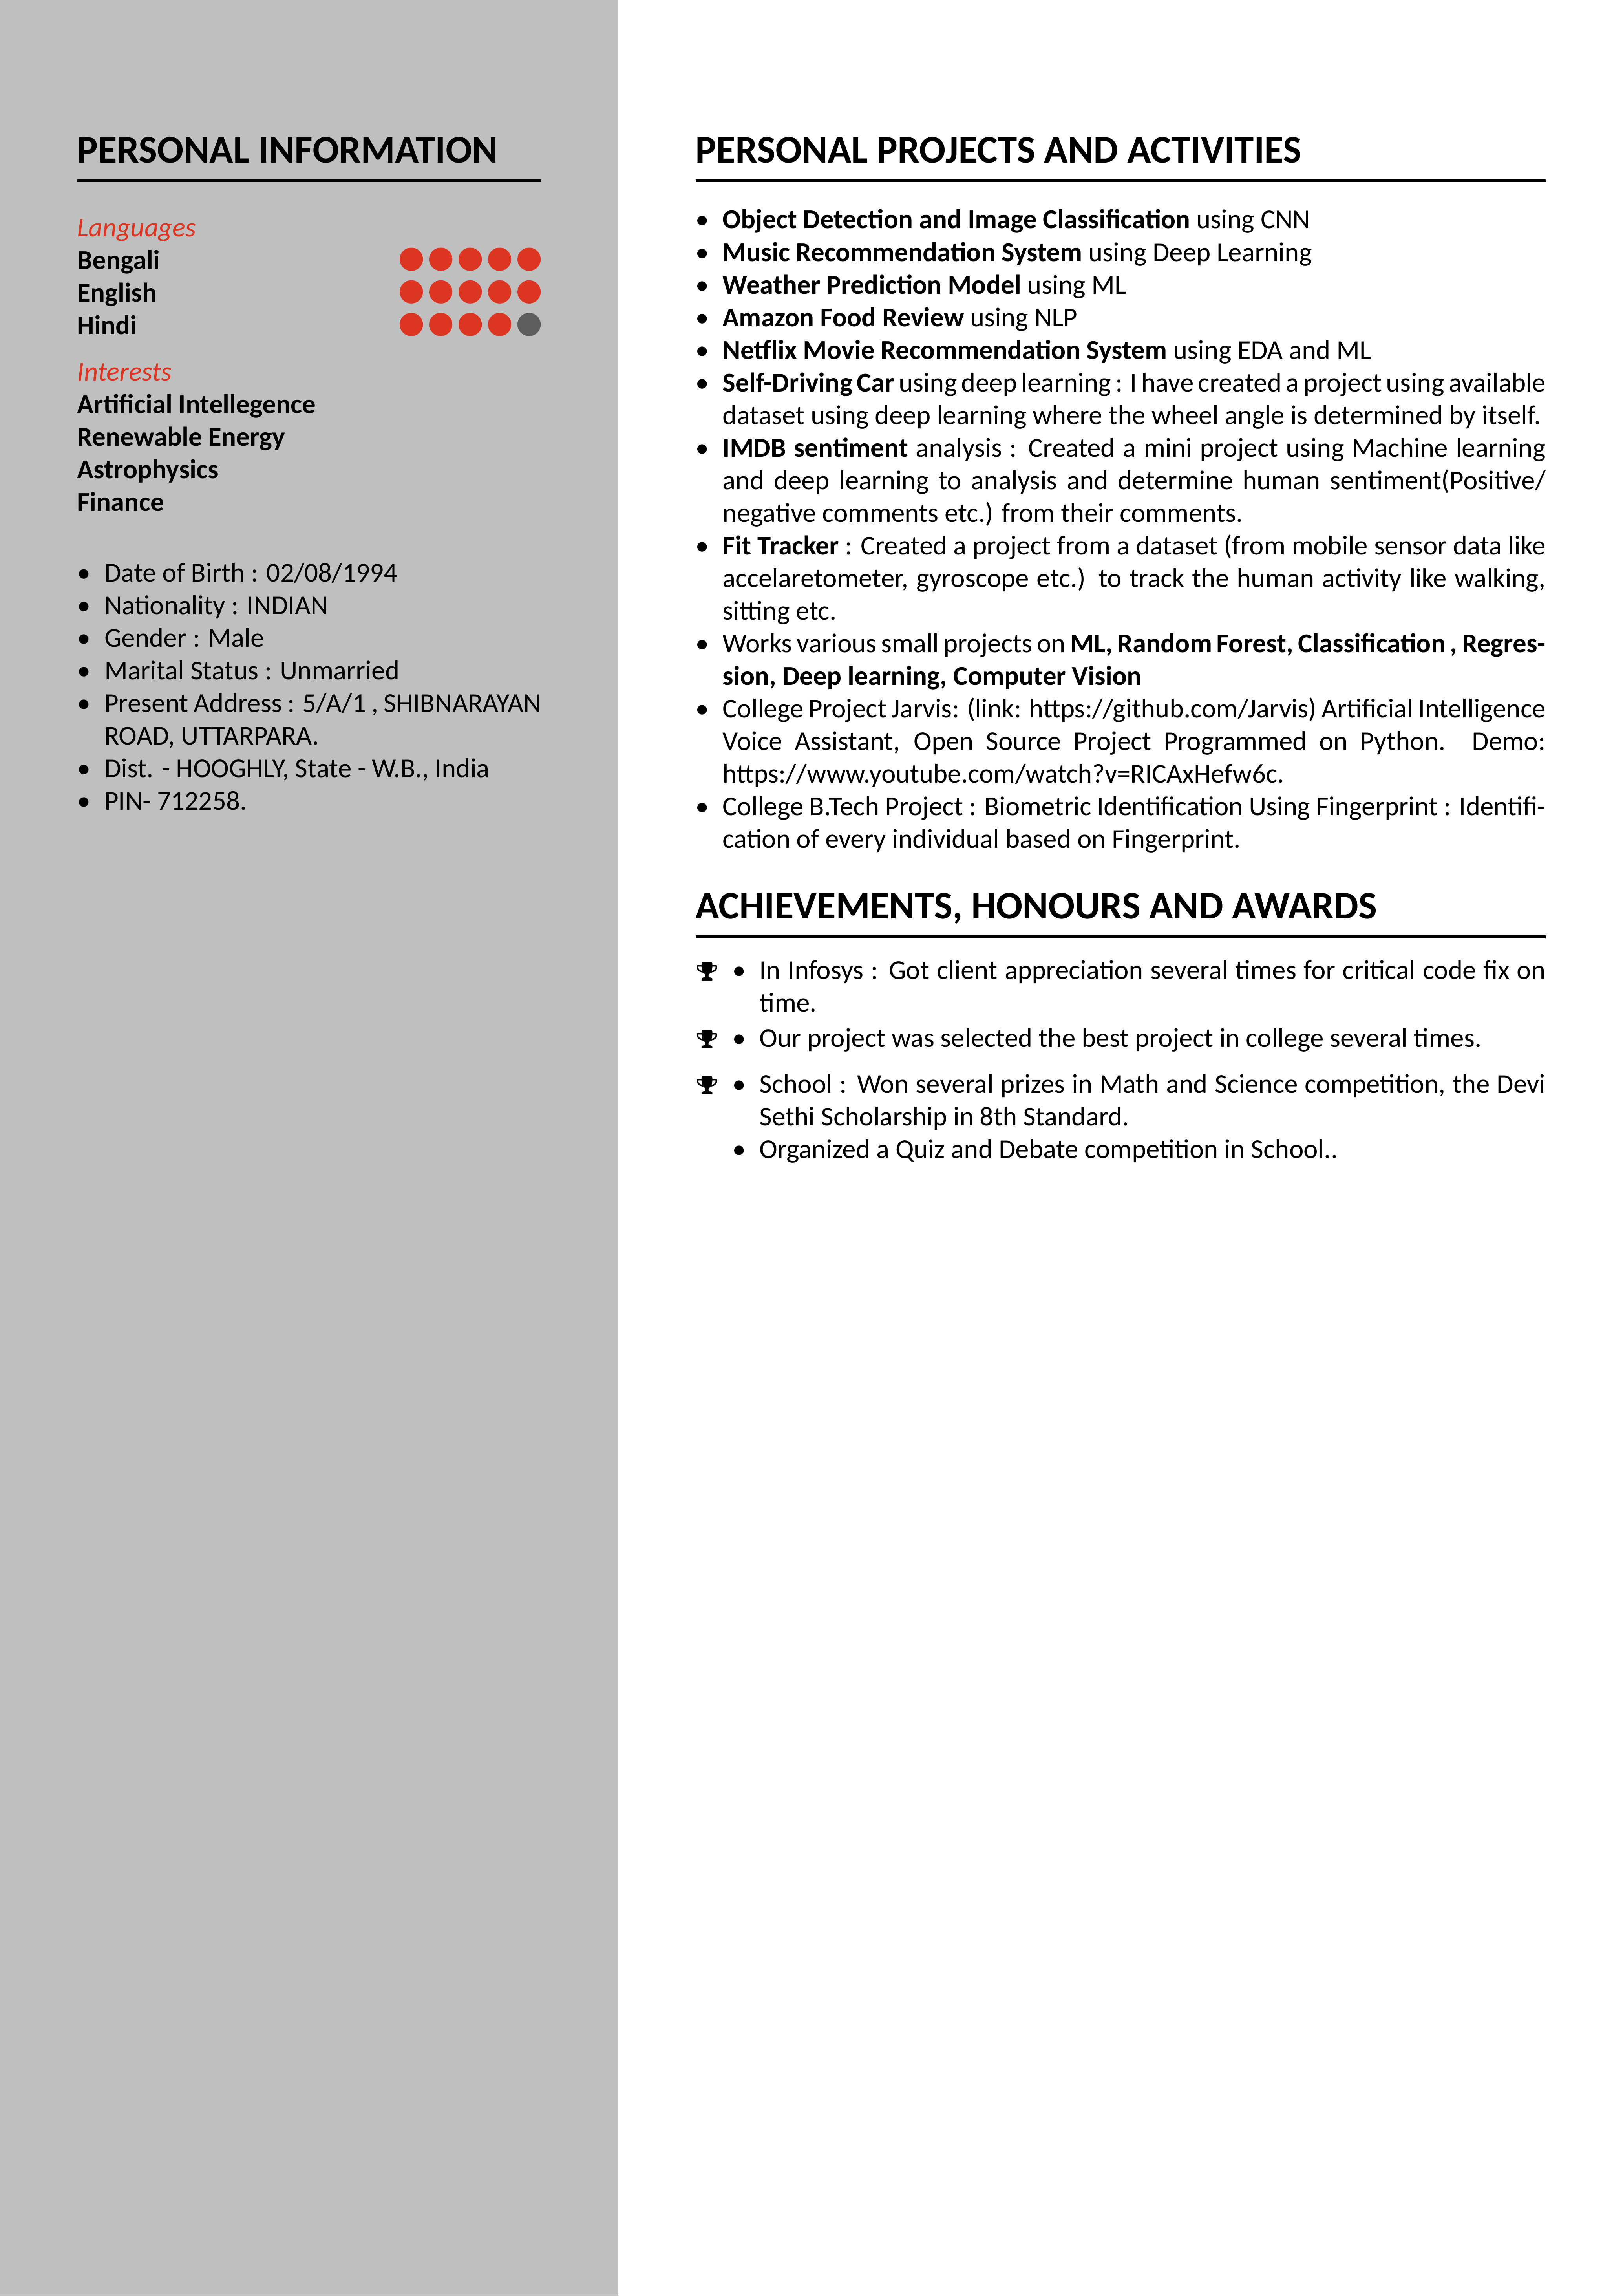 PERSONAL INFORMATION
Languages
Bengali
English
Hindi
Interests
Artificial Intellegence
Renewable Energy
Astrophysics
Finance
• Date of Birth : 02/08/1994
• Nationality : INDIAN
• Gender : Male
• Marital Status : Unmarried
• Present Address : 5/A/1 , SHIBNARAYAN
ROAD, UTTARPARA.
• Dist. - HOOGHLY, State - W.B., India
• PIN- 712258.
PERSONAL PROJECTS AND ACTIVITIES
• Object Detection and Image Classification using CNN
• Music Recommendation System using Deep Learning
• Weather Prediction Model using ML
• Amazon Food Review using NLP
• Netflix Movie Recommendation System using EDA and ML
• Self-Driving Car using deep learning : I have created a project using available
dataset using deep learning where the wheel angle is determined by itself.
• IMDB sentiment analysis : Created a mini project using Machine learning
and deep learning to analysis and determine human sentiment(Positive/
negative comments etc.) from their comments.
• Fit Tracker : Created a project from a dataset (from mobile sensor data like
accelaretometer, gyroscope etc.) to track the human activity like walking,
sitting etc.
• Works various small projects on ML, Random Forest, Classification , Regres-
sion, Deep learning, Computer Vision
• College Project Jarvis: (link: https://github.com/Jarvis) Artificial Intelligence
Voice Assistant, Open Source Project Programmed on Python. Demo:
https://www.youtube.com/watch?v=RICAxHefw6c.
• College B.Tech Project : Biometric Identification Using Fingerprint : Identifi-
cation of every individual based on Fingerprint.
ACHIEVEMENTS, HONOURS AND AWARDS
• In Infosys : Got client appreciation several times for critical code fix on
time.
• Our project was selected the best project in college several times.
• School : Won several prizes in Math and Science competition, the Devi
Sethi Scholarship in 8th Standard.
• Organized a Quiz and Debate competition in School..